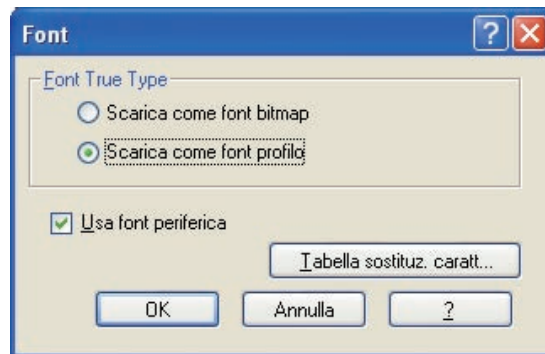 Font
Font True Type
Scarica come font bitmap
Scarica come font profilo
Usa font periferica
Tabella sostituz. caratt...
OK Annulla ?